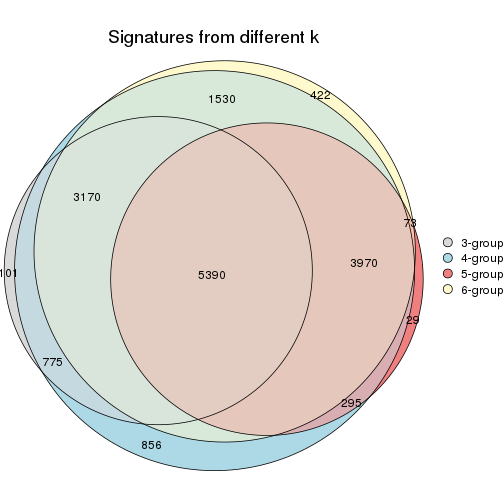 Signatures from different k
422
1530
3170
73
3-group
4-group
5-group
6-group
3970
101
5390
29
775
295
856